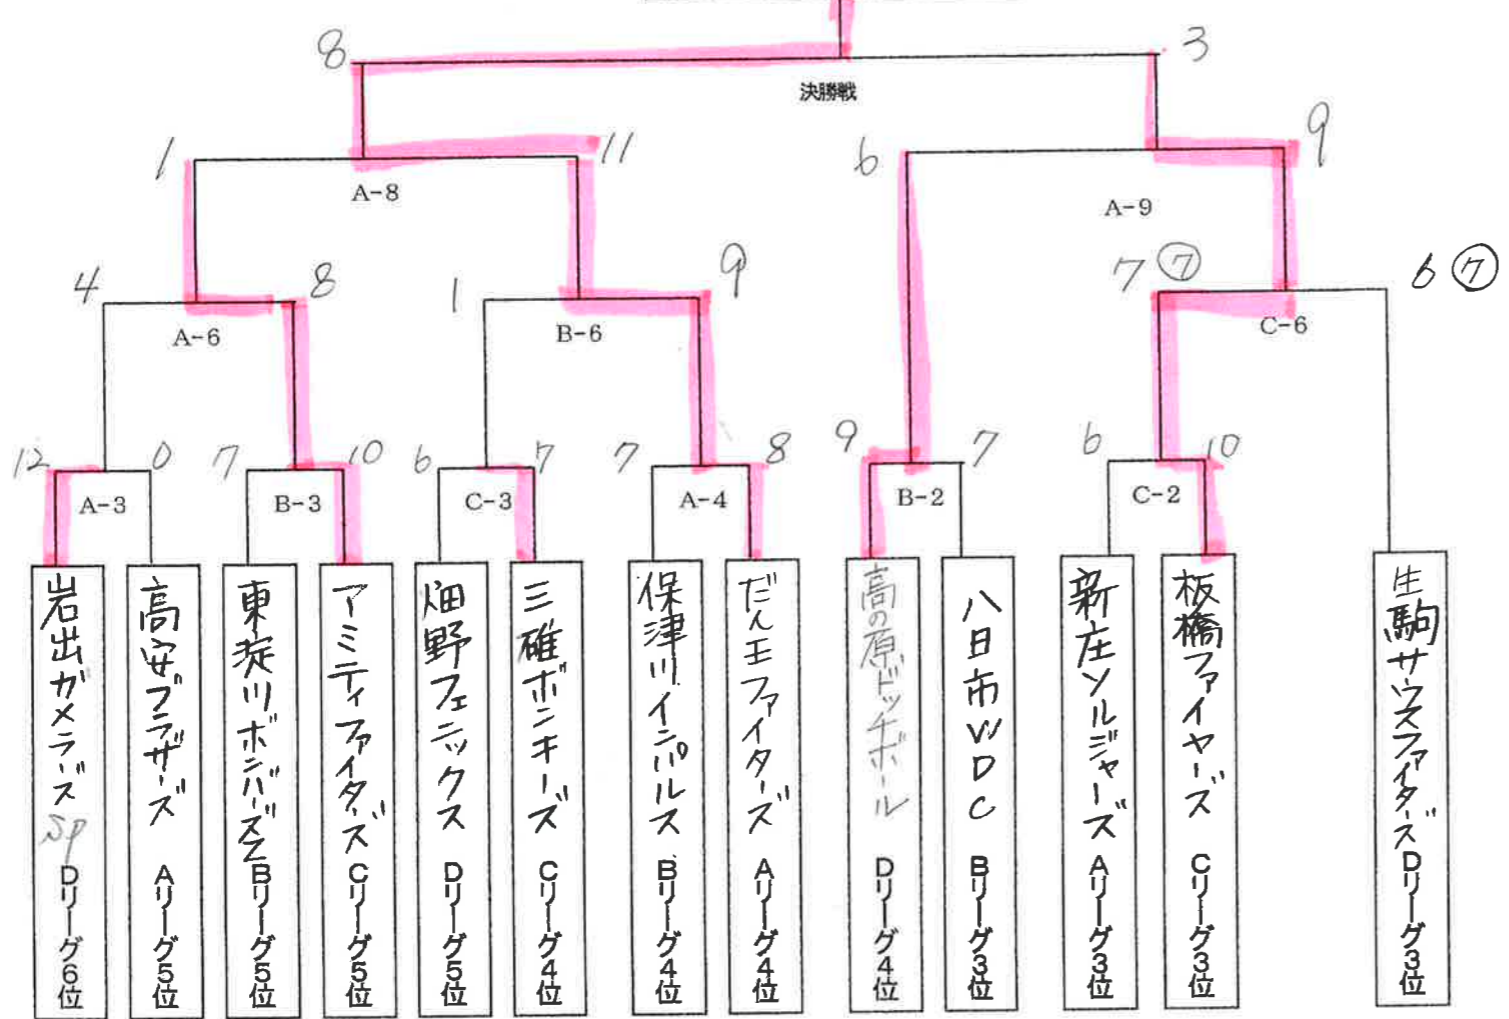 8 3
決勝戦
1 11 6 9
A-8 A-9
4 8 1 9 7 ⑦ 6 ⑦
A-6 B-6 C-6
12 0 7 10 6 7 7 8 9 7 6 10
A-3 B-3 C-3 A-4 B-2 C-2
岩出ガメラーズSP Dリーグ6位
高安ブラザーズ Aリーグ5位
東淀川ボンバーズZ Bリーグ5位
アミティファイターズ Cリーグ5位
畑野フェニックス Dリーグ5位
三碓ボンキーズ Cリーグ4位
保津川インパルス Bリーグ4位
だん王ファイターズ Aリーグ4位
高の原ドッチボール Dリーグ4位
八日市WDC Bリーグ3位
新庄ソルジャーズ Aリーグ3位
板橋ファイヤーズ Cリーグ3位
生駒サウスファイターズ Dリーグ3位